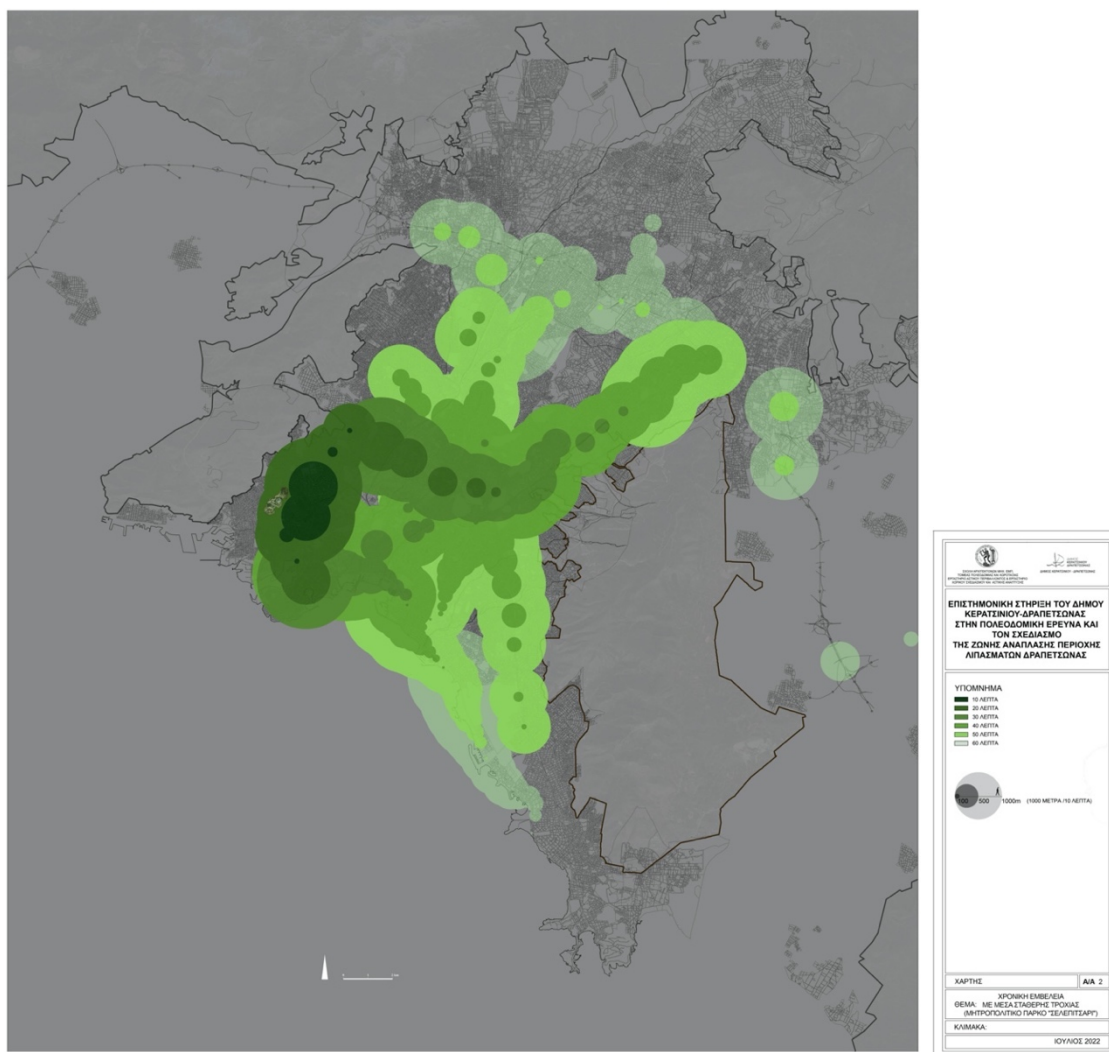 ΕΠΙΣΤΗΜΟΝΙΚΗ ΣΤΗΡΙΞΗ ΤΟΥ ΔΗΜΟΥ
ΚΕΡΑΤΣΙΝΙΟΥ-ΔΡΑΠΕΤΣΩΝΑΣ
ΣΤΗΝ ΠΟΛΕΟΔΟΜΙΚΗ ΕΡΕΥΝΑ ΚΑΙ
ΤΟΝ ΣΧΕΔΙΑΣΜΟ
ΤΗΣ ΖΩΝΗΣ ΑΝΑΠΛΑΣΗΣ ΠΕΡΙΟΧΗΣ
ΛΙΠΑΣΜΑΤΩΝ ΔΡΑΠΕΤΣΩΝΑΣ
ΥΠΟΜΝΗΜΑ
10 ΛΕΠΤΑ
20 ΛΕΠΤΑ
30 ΛΕΠΤΑ
40 ΛΕΠΤΑ
50 ΛΕΠΤΑ
60 ΛΕΠΤΑ
100 500 1000m (1000 ΜΕΤΡΑ /10 ΛΕΠΤΑ)
ΧΑΡΤΗΣ Α/Α 2
ΧΡΟΝΙΚΗ ΕΜΒΕΛΕΙΑ
ΘΕΜΑ: ΜΕ ΜΕΣΑ ΣΤΑΘΕΡΗΣ ΤΡΟΧΙΑΣ
(ΜΗΤΡΟΠΟΛΙΤΙΚΟ ΠΑΡΚΟ "ΣΕΛΕΠΙΤΣΑΡΙ")
ΚΛΙΜΑΚΑ:
ΙΟΥΛΙΟΣ 2022